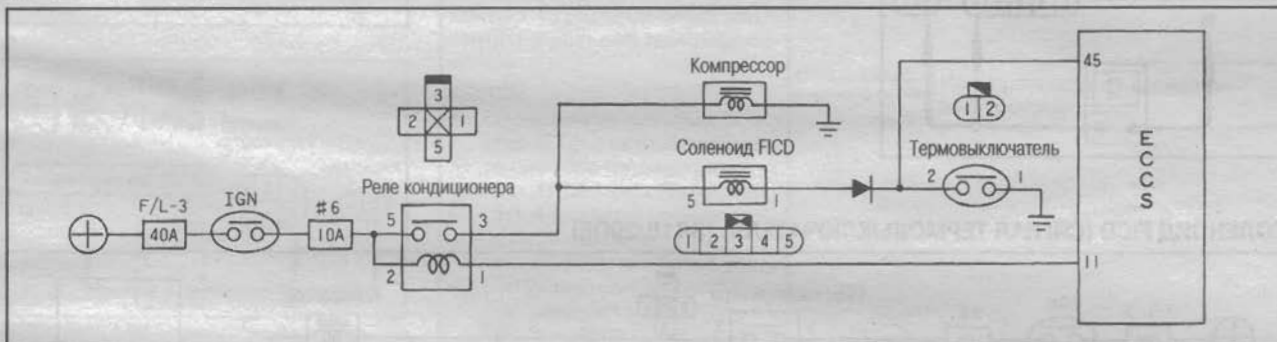 45
Компрессор
3
2 1
5
1 2
E
C
C
S
Соленоид FICD
Термовыключатель
5 1
2 1
Реле кондиционера
F/L-3 IGN #6
40A 10A
5 3
2 1
1 2 3 4 5
11